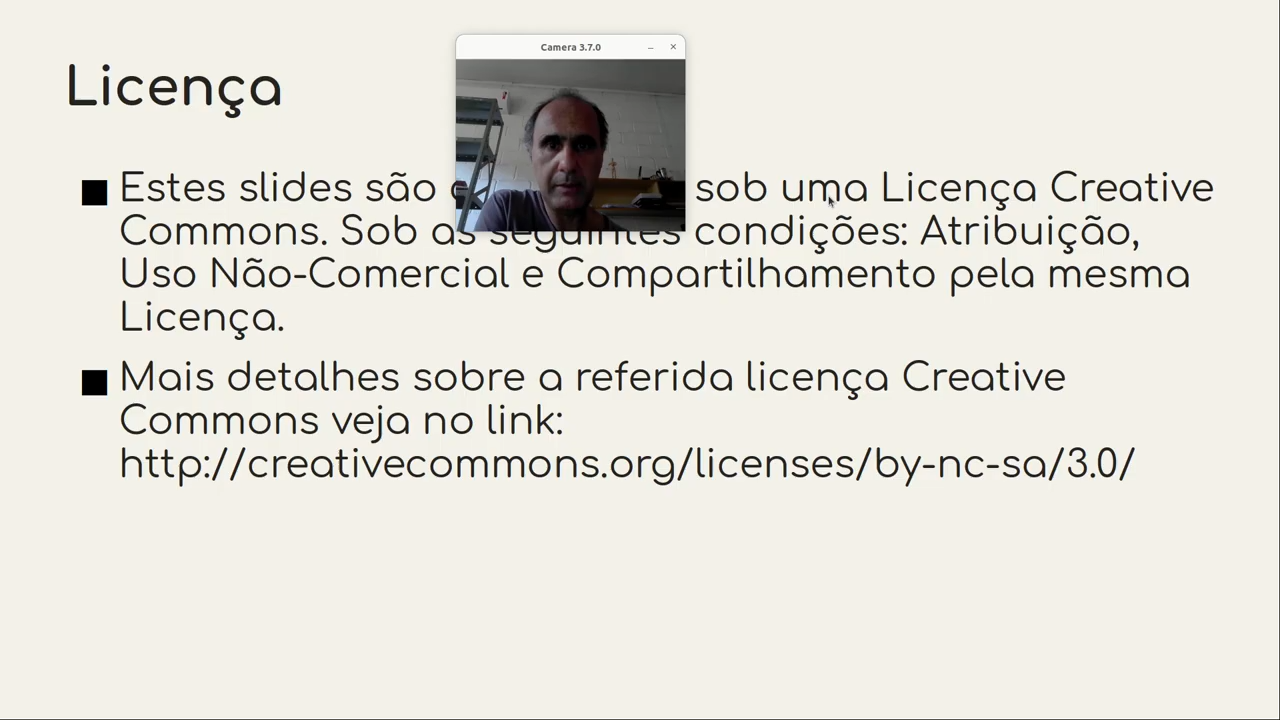 Camera 3.7.0
Licença
Estes slides são sob uma Licença Creative
Commons. Sob as seguintes condições: Atribuição,
Uso Não-Comercial e Compartilhamento pela mesma
Licença.
Mais detalhes sobre a referida licença Creative
Commons veja no link:
http://creativecommons.org/licenses/by-nc-sa/3.0/